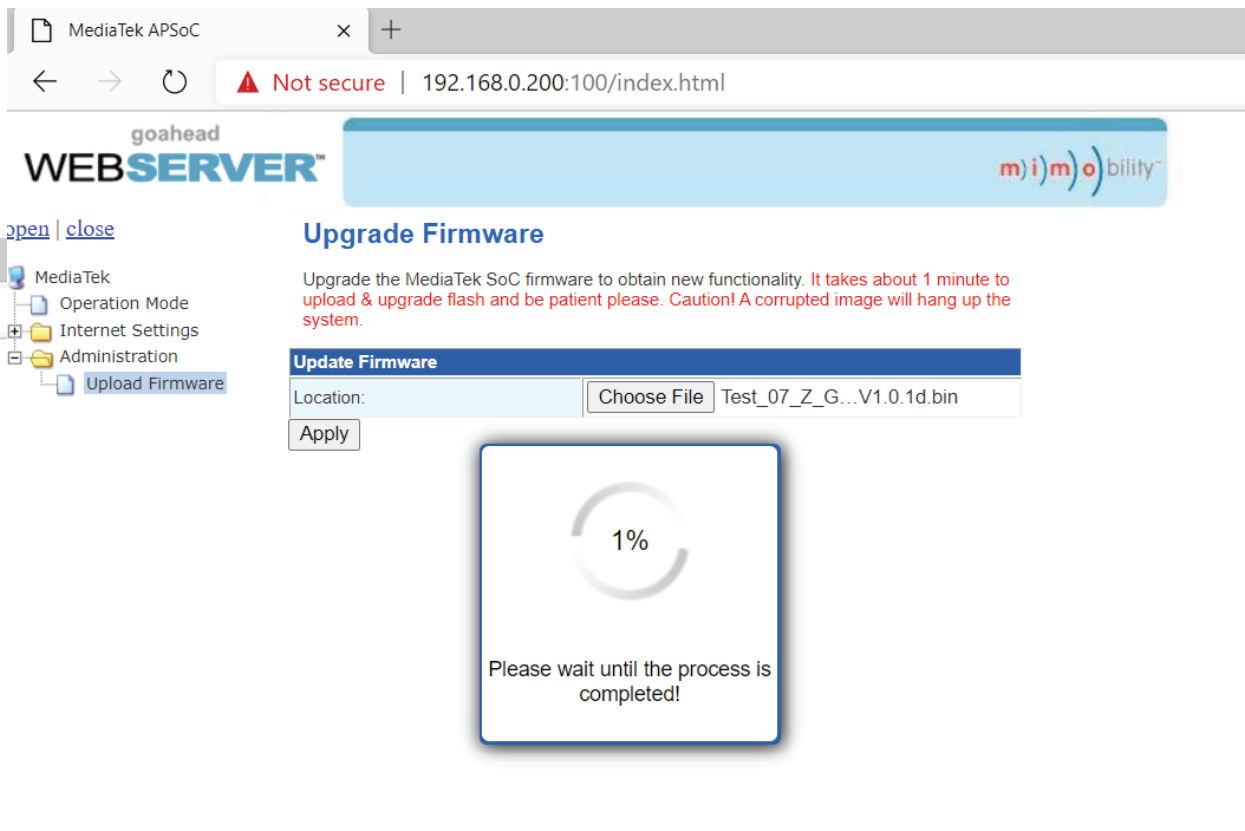 MediaTek APSoC
Not secure | 192.168.0.200:100/index.html
goahead
WEBSERVER™
m)i)m)o)bility™
open | close
MediaTek
Operation Mode
Internet Settings
Administration
Upload Firmware
Upgrade Firmware
Upgrade the MediaTek SoC firmware to obtain new functionality. It takes about 1 minute to
upload & upgrade flash and be patient please. Caution! A corrupted image will hang up the
system.
Update Firmware
Location: Choose File Test_07_Z_G...V1.0.1d.bin
Apply
1%
Please wait until the process is
completed!